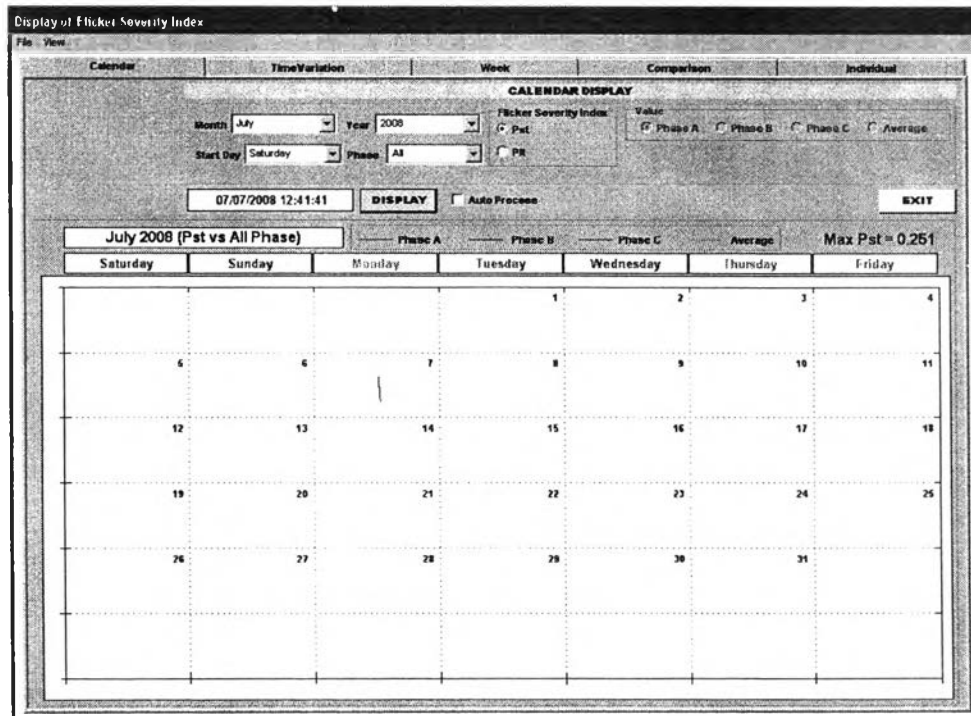 Display of Flicker Severity Index
File View
Calendar TimeVariation Week Comparison Individual
CALENDAR DISPLAY
Month July Year 2008 Flicker Severity Index Value
Pst Phase A Phase B Phase C Average
Start Day Saturday Phase All Plt
07/07/2008 12:41:41 DISPLAY Auto Process EXIT
July 2008 (Pst vs All Phase) Phase A Phase B Phase C Average Max Pst = 0.251
Saturday Sunday Monday Tuesday Wednesday Thursday Friday
1 2 3 4
5 6 7 8 9 10 11
12 13 14 15 16 17 18
19 20 21 22 23 24 25
26 27 28 29 30 31